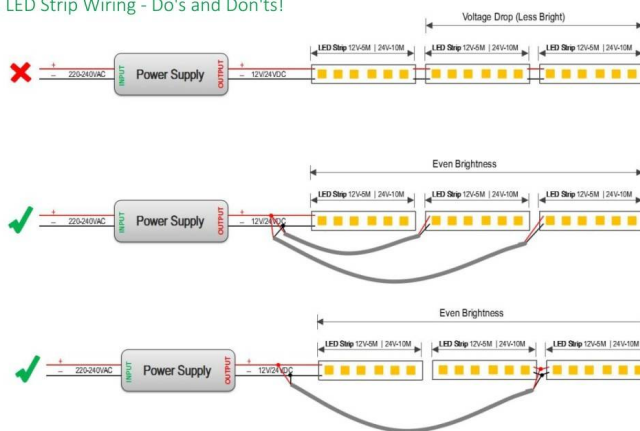 LED Strip Wiring - Do's and Don'ts!
Voltage Drop (Less Bright)
LED Strip 12V-5M | 24V-10M LED Strip 12V-5M | 24V-10M LED Strip 12V-5M | 24V-10M
+ + 
– 220-240VAC INPUT Power Supply OUTPUT – 12V/24VDC
Even Brightness
LED Strip 12V-5M | 24V-10M LED Strip 12V-5M | 24V-10M LED Strip 12V-5M | 24V-10M
+ +
– 220-240VAC INPUT Power Supply OUTPUT – 12V/24VDC
Even Brightness
LED Strip 12V-5M | 24V-10M LED Strip 12V-5M | 24V-10M LED Strip 12V-5M | 24V-10M
+ +
– 220-240VAC INPUT Power Supply OUTPUT – 12V/24VDC